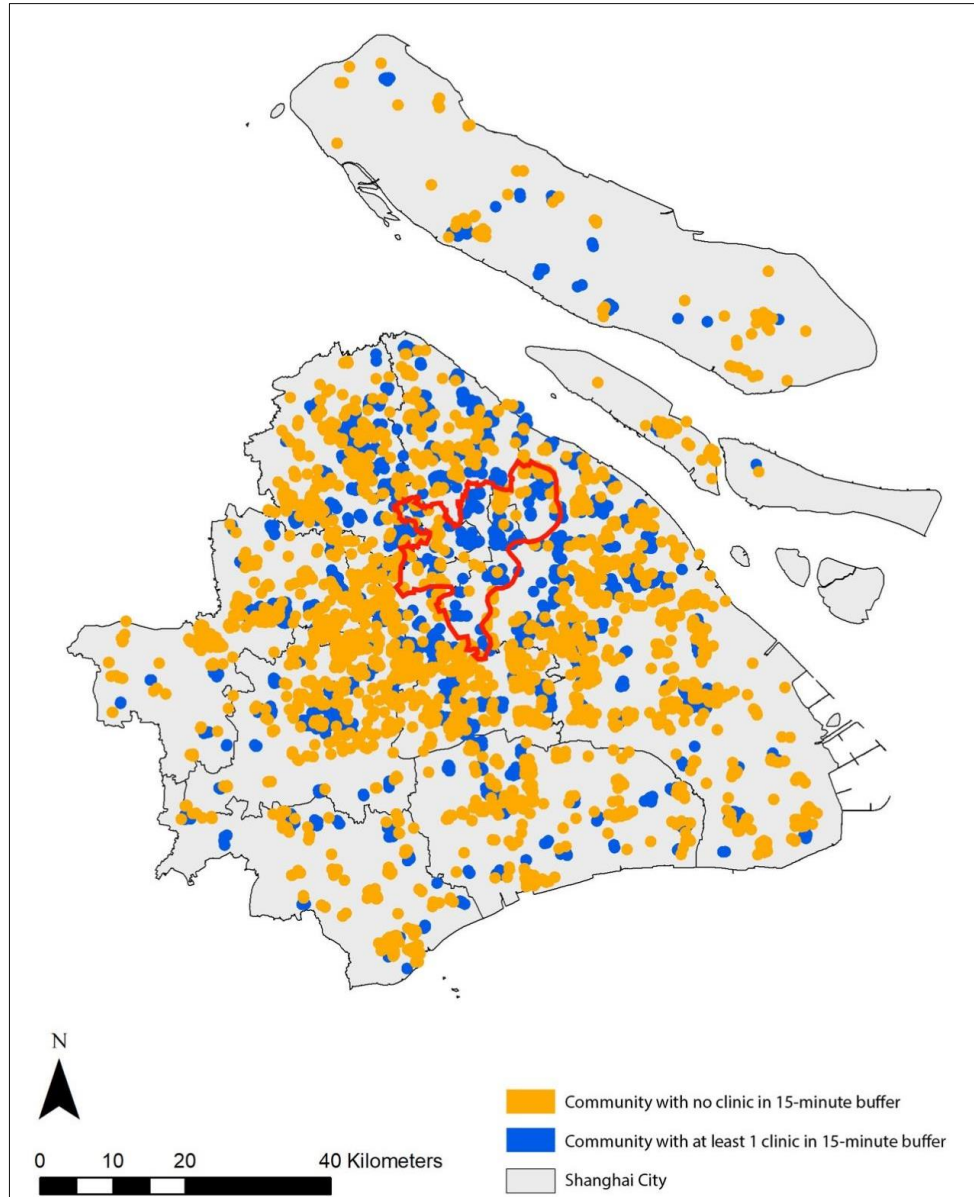 N
0 10 20 40 Kilometers
Community with no clinic in 15-minute buffer
Community with at least 1 clinic in 15-minute buffer
Shanghai City